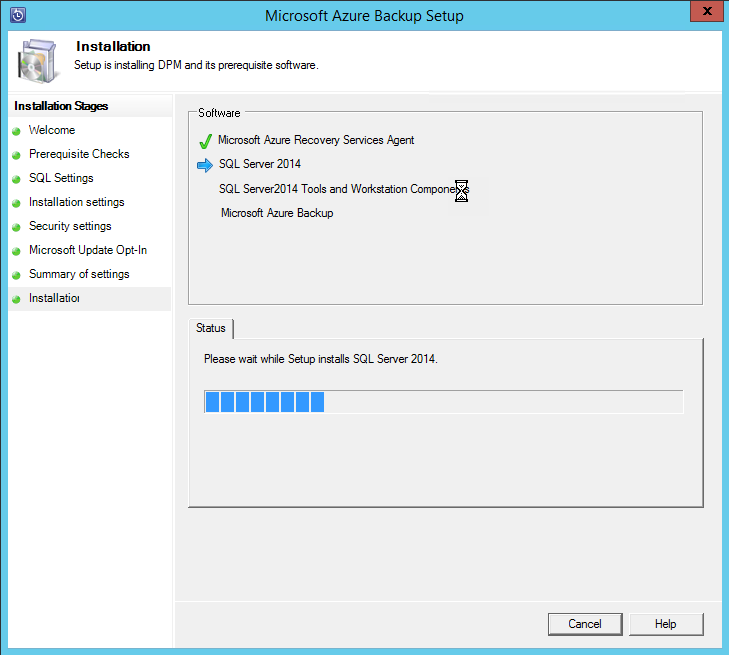 Microsoft Azure Backup Setup
x
Installation
Setup is installing DPM and its prerequisite software.
Installation Stages
Welcome
Prerequisite Checks
SQL Settings
Installation settings
Security settings
Microsoft Update Opt-In
Summary of settings
Installation
Software
Microsoft Azure Recovery Services Agent
SQL Server 2014
SQL Server2014 Tools and Workstation Components
Microsoft Azure Backup
Status
Please wait while Setup installs SQL Server 2014.
Cancel
Help